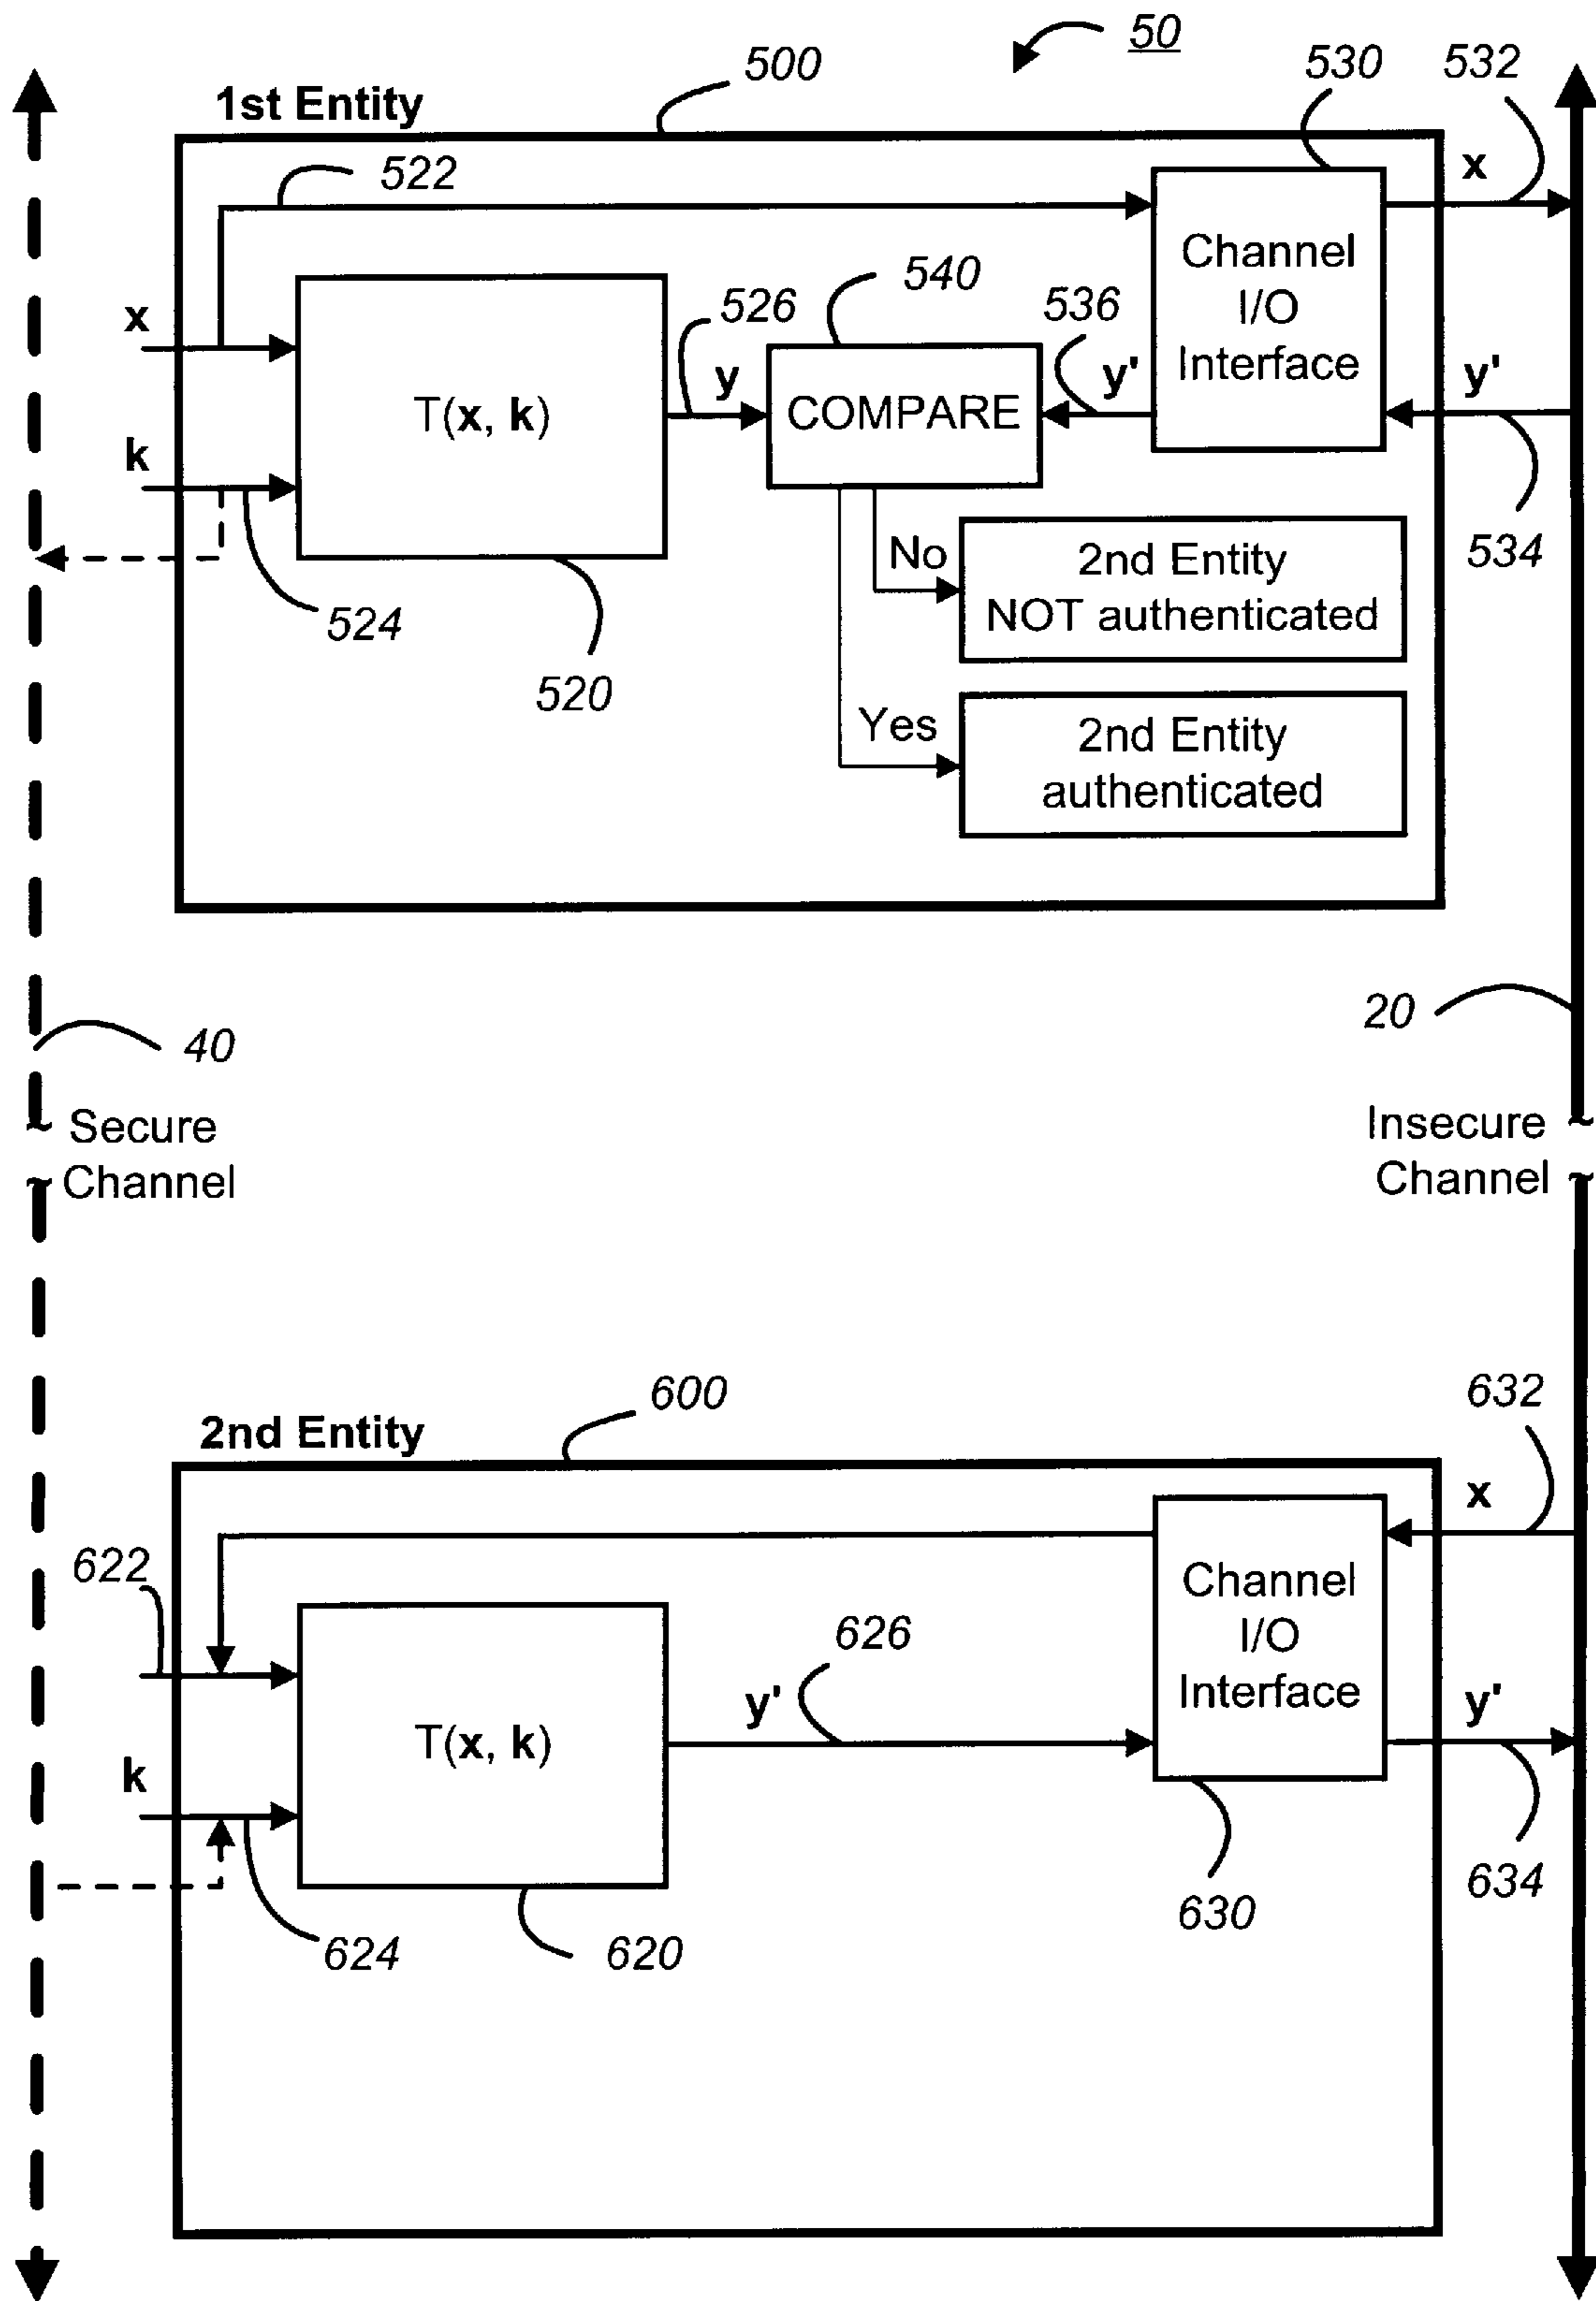 50
500
530
532
1st Entity
522
x
Channel
I/O
Interface
540
536
526
x
y
y'
y'
T(x, k)
COMPARE
k
534
No
2nd Entity
NOT authenticated
524
520
Yes
2nd Entity
authenticated
20
40
Secure
Channel
Insecure
Channel
600
632
2nd Entity
x
622
Channel
I/O
Interface
626
y'
y'
T(x, k)
k
634
630
624
620